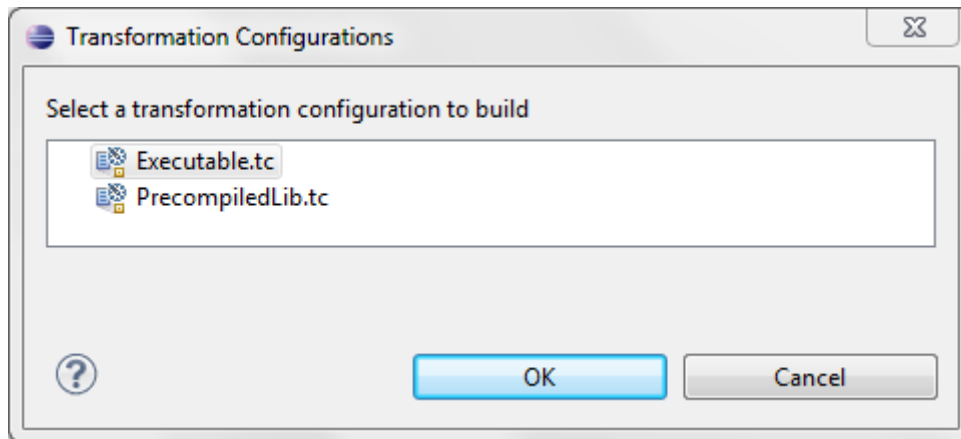 Transformation Configurations
Select a transformation configuration to build
Executable.tc
PrecompiledLib.tc
OK
Cancel